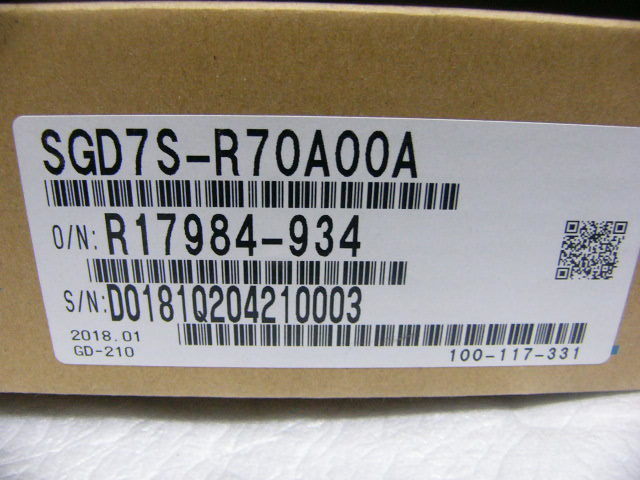 SGD7S-R70A00A
O/N: R17984-934
S/N: D0181Q204210003
2018.01
GD-210
100-117-331